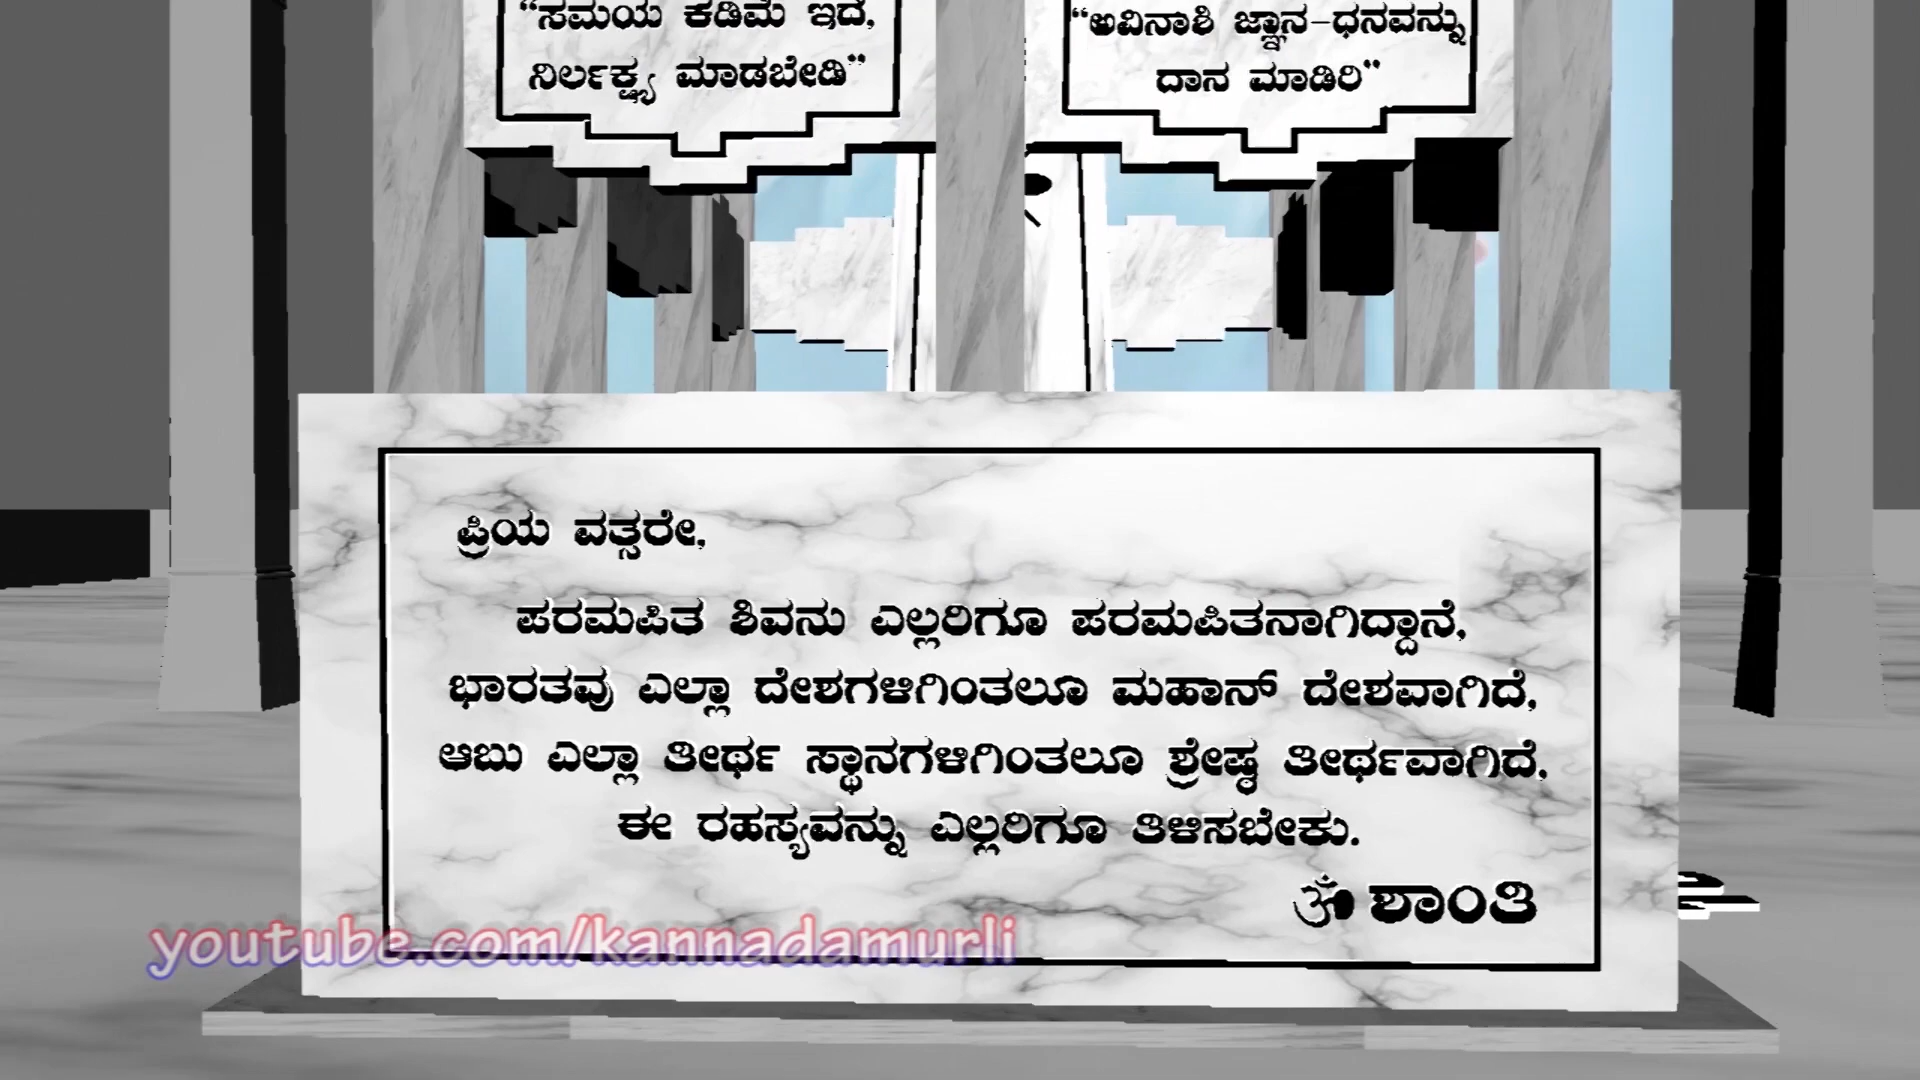 “ಸಮಯ ಕಡಿಮೆ ಇದೆ,
ನಿರ್ಲಕ್ಷ್ಯ ಮಾಡಬೇಡಿ”
“ಅವಿನಾಶಿ ಜ್ಞಾನ-ಧನವನ್ನು
ದಾನ ಮಾಡಿರಿ”
ಪ್ರಿಯ ವತ್ಸರೇ,
ಪರಮಪಿತ ಶಿವನು ಎಲ್ಲರಿಗೂ ಪರಮಪಿತನಾಗಿದ್ದಾನೆ,
ಭಾರತವು ಎಲ್ಲಾ ದೇಶಗಳಿಗಿಂತಲೂ ಮಹಾನ್ ದೇಶವಾಗಿದೆ,
ಆಬು ಎಲ್ಲಾ ತೀರ್ಥ ಸ್ಥಾನಗಳಿಗಿಂತಲೂ ಶ್ರೇಷ್ಠ ತೀರ್ಥವಾಗಿದೆ,
ಈ ರಹಸ್ಯವನ್ನು ಎಲ್ಲರಿಗೂ ತಿಳಿಸಬೇಕು.
ॐ ಶಾಂತಿ
youtube.com/kannadamurli